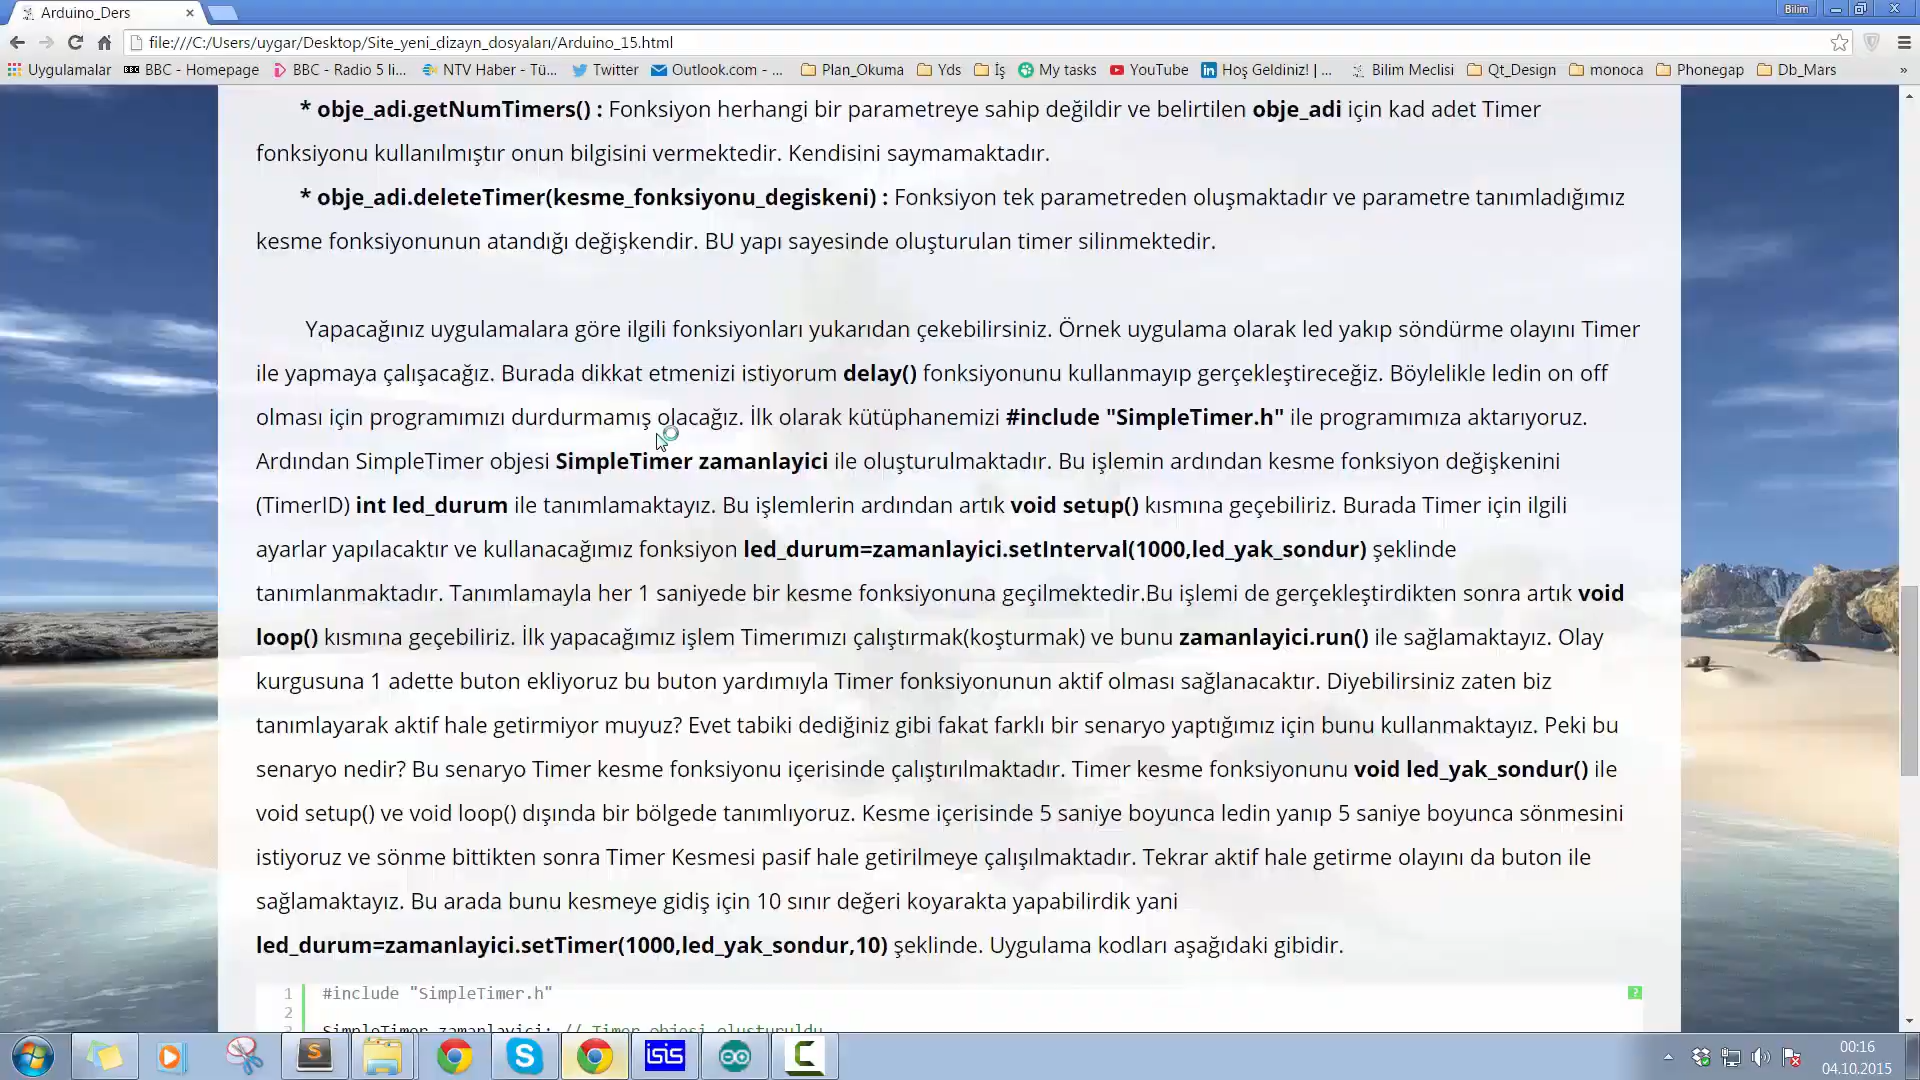 Arduino_Ders
Bilim
file:///C:/Users/uygar/Desktop/Site_yeni_dizayn_dosyaları/Arduino_15.html
Uygulamalar BBC - Homepage BBC - Radio 5 li... NTV Haber - Tü... Twitter Outlook.com - ... Plan_Okuma Yds İş My tasks YouTube Hoş Geldiniz! | ... Bilim Meclisi Qt_Design monoca Phonegap Db_Mars »
* obje_adi.getNumTimers() : Fonksiyon herhangi bir parametreye sahip değildir ve belirtilen obje_adi için kad adet Timer
fonksiyonu kullanılmıştır onun bilgisini vermektedir. Kendisini saymamaktadır.
* obje_adi.deleteTimer(kesme_fonksiyonu_degiskeni) : Fonksiyon tek parametreden oluşmaktadır ve parametre tanımladığımız
kesme fonksiyonunun atandığı değişkendir. BU yapı sayesinde oluşturulan timer silinmektedir.
Yapacağınız uygulamalara göre ilgili fonksiyonları yukarıdan çekebilirsiniz. Örnek uygulama olarak led yakıp söndürme olayını Timer
ile yapmaya çalışacağız. Burada dikkat etmenizi istiyorum delay() fonksiyonunu kullanmayıp gerçekleştireceğiz. Böylelikle ledin on off
olması için programımızı durdurmamış olacağız. İlk olarak kütüphanemizi #include "SimpleTimer.h" ile programımıza aktarıyoruz.
Ardından SimpleTimer objesi SimpleTimer zamanlayici ile oluşturulmaktadır. Bu işlemin ardından kesme fonksiyon değişkenini
(TimerID) int led_durum ile tanımlamaktayız. Bu işlemlerin ardından artık void setup() kısmına geçebiliriz. Burada Timer için ilgili
ayarlar yapılacaktır ve kullanacağımız fonksiyon led_durum=zamanlayici.setInterval(1000,led_yak_sondur) şeklinde
tanımlanmaktadır. Tanımlamayla her 1 saniyede bir kesme fonksiyonuna geçilmektedir.Bu işlemi de gerçekleştirdikten sonra artık void
loop() kısmına geçebiliriz. İlk yapacağımız işlem Timerımızı çalıştırmak(koşturmak) ve bunu zamanlayici.run() ile sağlamaktayız. Olay
kurgusuna 1 adette buton ekliyoruz bu buton yardımıyla Timer fonksiyonunun aktif olması sağlanacaktır. Diyebilirsiniz zaten biz
tanımlayarak aktif hale getirmiyor muyuz? Evet tabiki dediğiniz gibi fakat farklı bir senaryo yaptığımız için bunu kullanmaktayız. Peki bu
senaryo nedir? Bu senaryo Timer kesme fonksiyonu içerisinde çalıştırılmaktadır. Timer kesme fonksiyonunu void led_yak_sondur() ile
void setup() ve void loop() dışında bir bölgede tanımlıyoruz. Kesme içerisinde 5 saniye boyunca ledin yanıp 5 saniye boyunca sönmesini
istiyoruz ve sönme bittikten sonra Timer Kesmesi pasif hale getirilmeye çalışılmaktadır. Tekrar aktif hale getirme olayını da buton ile
sağlamaktayız. Bu arada bunu kesmeye gidiş için 10 sınır değeri koyarakta yapabilirdik yani
led_durum=zamanlayici.setTimer(1000,led_yak_sondur,10) şeklinde. Uygulama kodları aşağıdaki gibidir.
1 #include "SimpleTimer.h" ?
2
3 SimpleTimer zamanlayici; // Timer objesi oluşturuldu
isis
00:16
04.10.2015